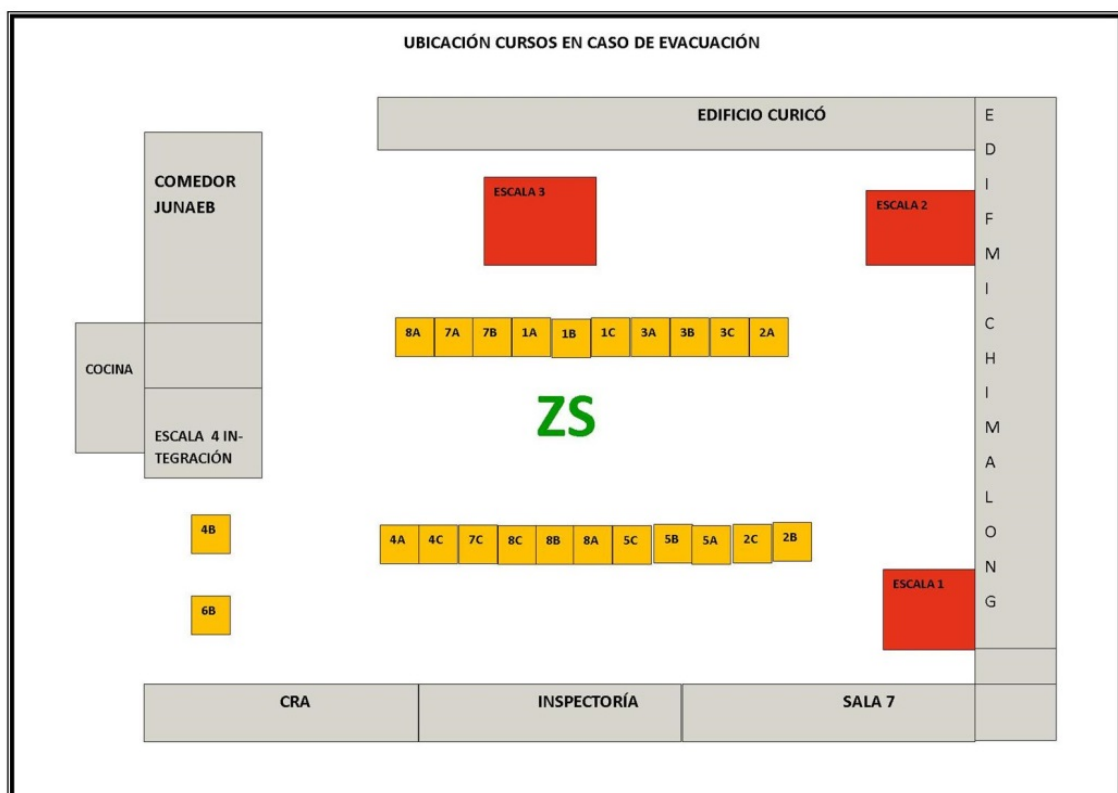 UBICACIÓN CURSOS EN CASO DE EVACUACIÓN
EDIFICIO CURICÓ
E
D
I
F
M
I
C
H
I
M
A
L
O
N
G
COMEDOR
JUNAEB
ESCALA 3
ESCALA 2
8A 7A 7B 1A 1B 1C 3A 3B 3C 2A
COCINA
ZS
ESCALA 4 IN-
TEGRACIÓN
4B
4A 4C 7C 8C 8B 8A 5C 5B 5A 2C 2B
ESCALA 1
6B
CRA
INSPECTORÍA
SALA 7